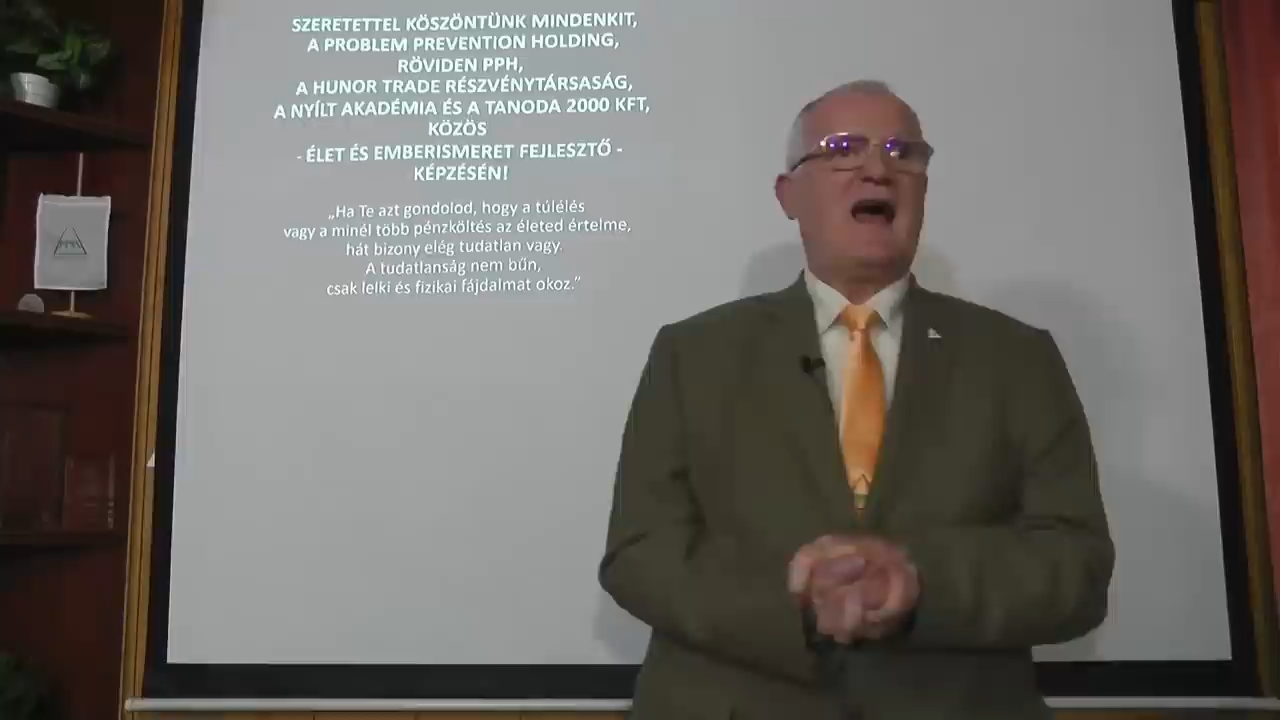 SZERETETTEL KÖSZÖNTÜNK MINDENKIT,
A PROBLEM PREVENTION HOLDING,
RÖVIDEN PPH,
A HUNOR TRADE RÉSZVÉNYTÁRSASÁG,
A NYÍLT AKADÉMIA ÉS A TANODA 2000 KFT,
KÖZÖS
- ÉLET ÉS EMBERISMERET FEJLESZTŐ -
KÉPZÉSÉN!
„Ha Te azt gondolod, hogy a túlélés
vagy a minél több pénzköltés az életed értelme,
hát bizony elég tudatlan vagy.
A tudatlanság nem bűn,
csak lelki és fizikai fájdalmat okoz.”